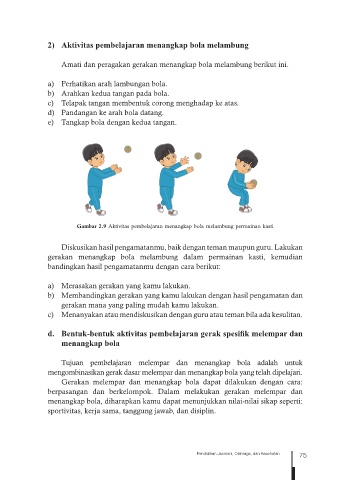 2) Aktivitas pembelajaran menangkap bola melambung
Amati dan peragakan gerakan menangkap bola melambung berikut ini.
a) Perhatikan arah lambungan bola.
b) Arahkan kedua tangan pada bola.
c) Telapak tangan membentuk corong menghadap ke atas.
d) Pandangan ke arah bola datang.
e) Tangkap bola dengan kedua tangan.
Gambar 2.9 Aktivitas pembelajaran menangkap bola melambung permainan kasti
Diskusikan hasil pengamatanmu, baik dengan teman maupun guru. Lakukan
gerakan menangkap bola melambung dalam permainan kasti, kemudian
bandingkan hasil pengamatanmu dengan cara berikut:
a) Merasakan gerakan yang kamu lakukan.
b) Membandingkan gerakan yang kamu lakukan dengan hasil pengamatan dan
gerakan mana yang paling mudah kamu lakukan.
c) Menanyakan atau mendiskusikan dengan guru atau teman bila ada kesulitan.
d. Bentuk-bentuk aktivitas pembelajaran gerak spesifik melempar dan
menangkap bola
Tujuan pembelajaran melempar dan menangkap bola adalah untuk
mengombinasikan gerak dasar melempar dan menangkap bola yang telah dipelajari.
Gerakan melempar dan menangkap bola dapat dilakukan dengan cara:
berpasangan dan berkelompok. Dalam melakukan gerakan melempar dan
menangkap bola, diharapkan kamu dapat menunjukkan nilai-nilai sikap seperti:
sportivitas, kerja sama, tanggung jawab, dan disiplin.
Pendidikan Jasmani, Olahraga, dan Kesehatan 75